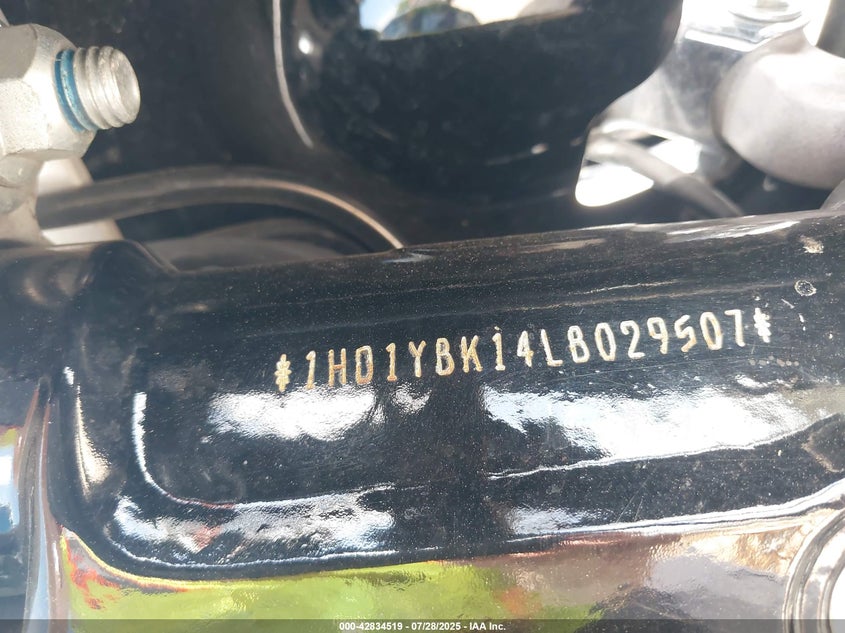 *1HD1YBK14LB029507*
000-42834519 / 07/28/2025 - IAA Inc.